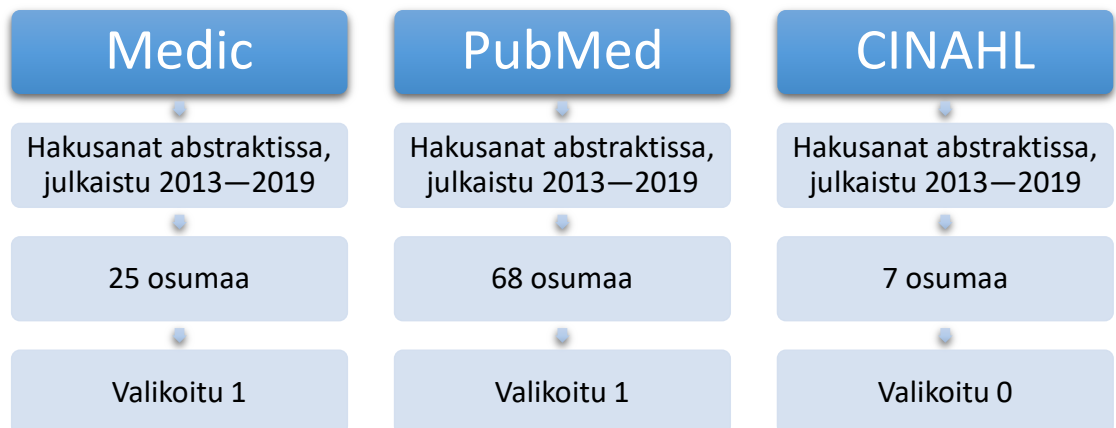 Medic
Hakusanat abstraktissa,
julkaistu 2013—2019
25 osumaa
Valikoitu 1
PubMed
Hakusanat abstraktissa,
julkaistu 2013—2019
68 osumaa
Valikoitu 1
CINAHL
Hakusanat abstraktissa,
julkaistu 2013—2019
7 osumaa
Valikoitu 0